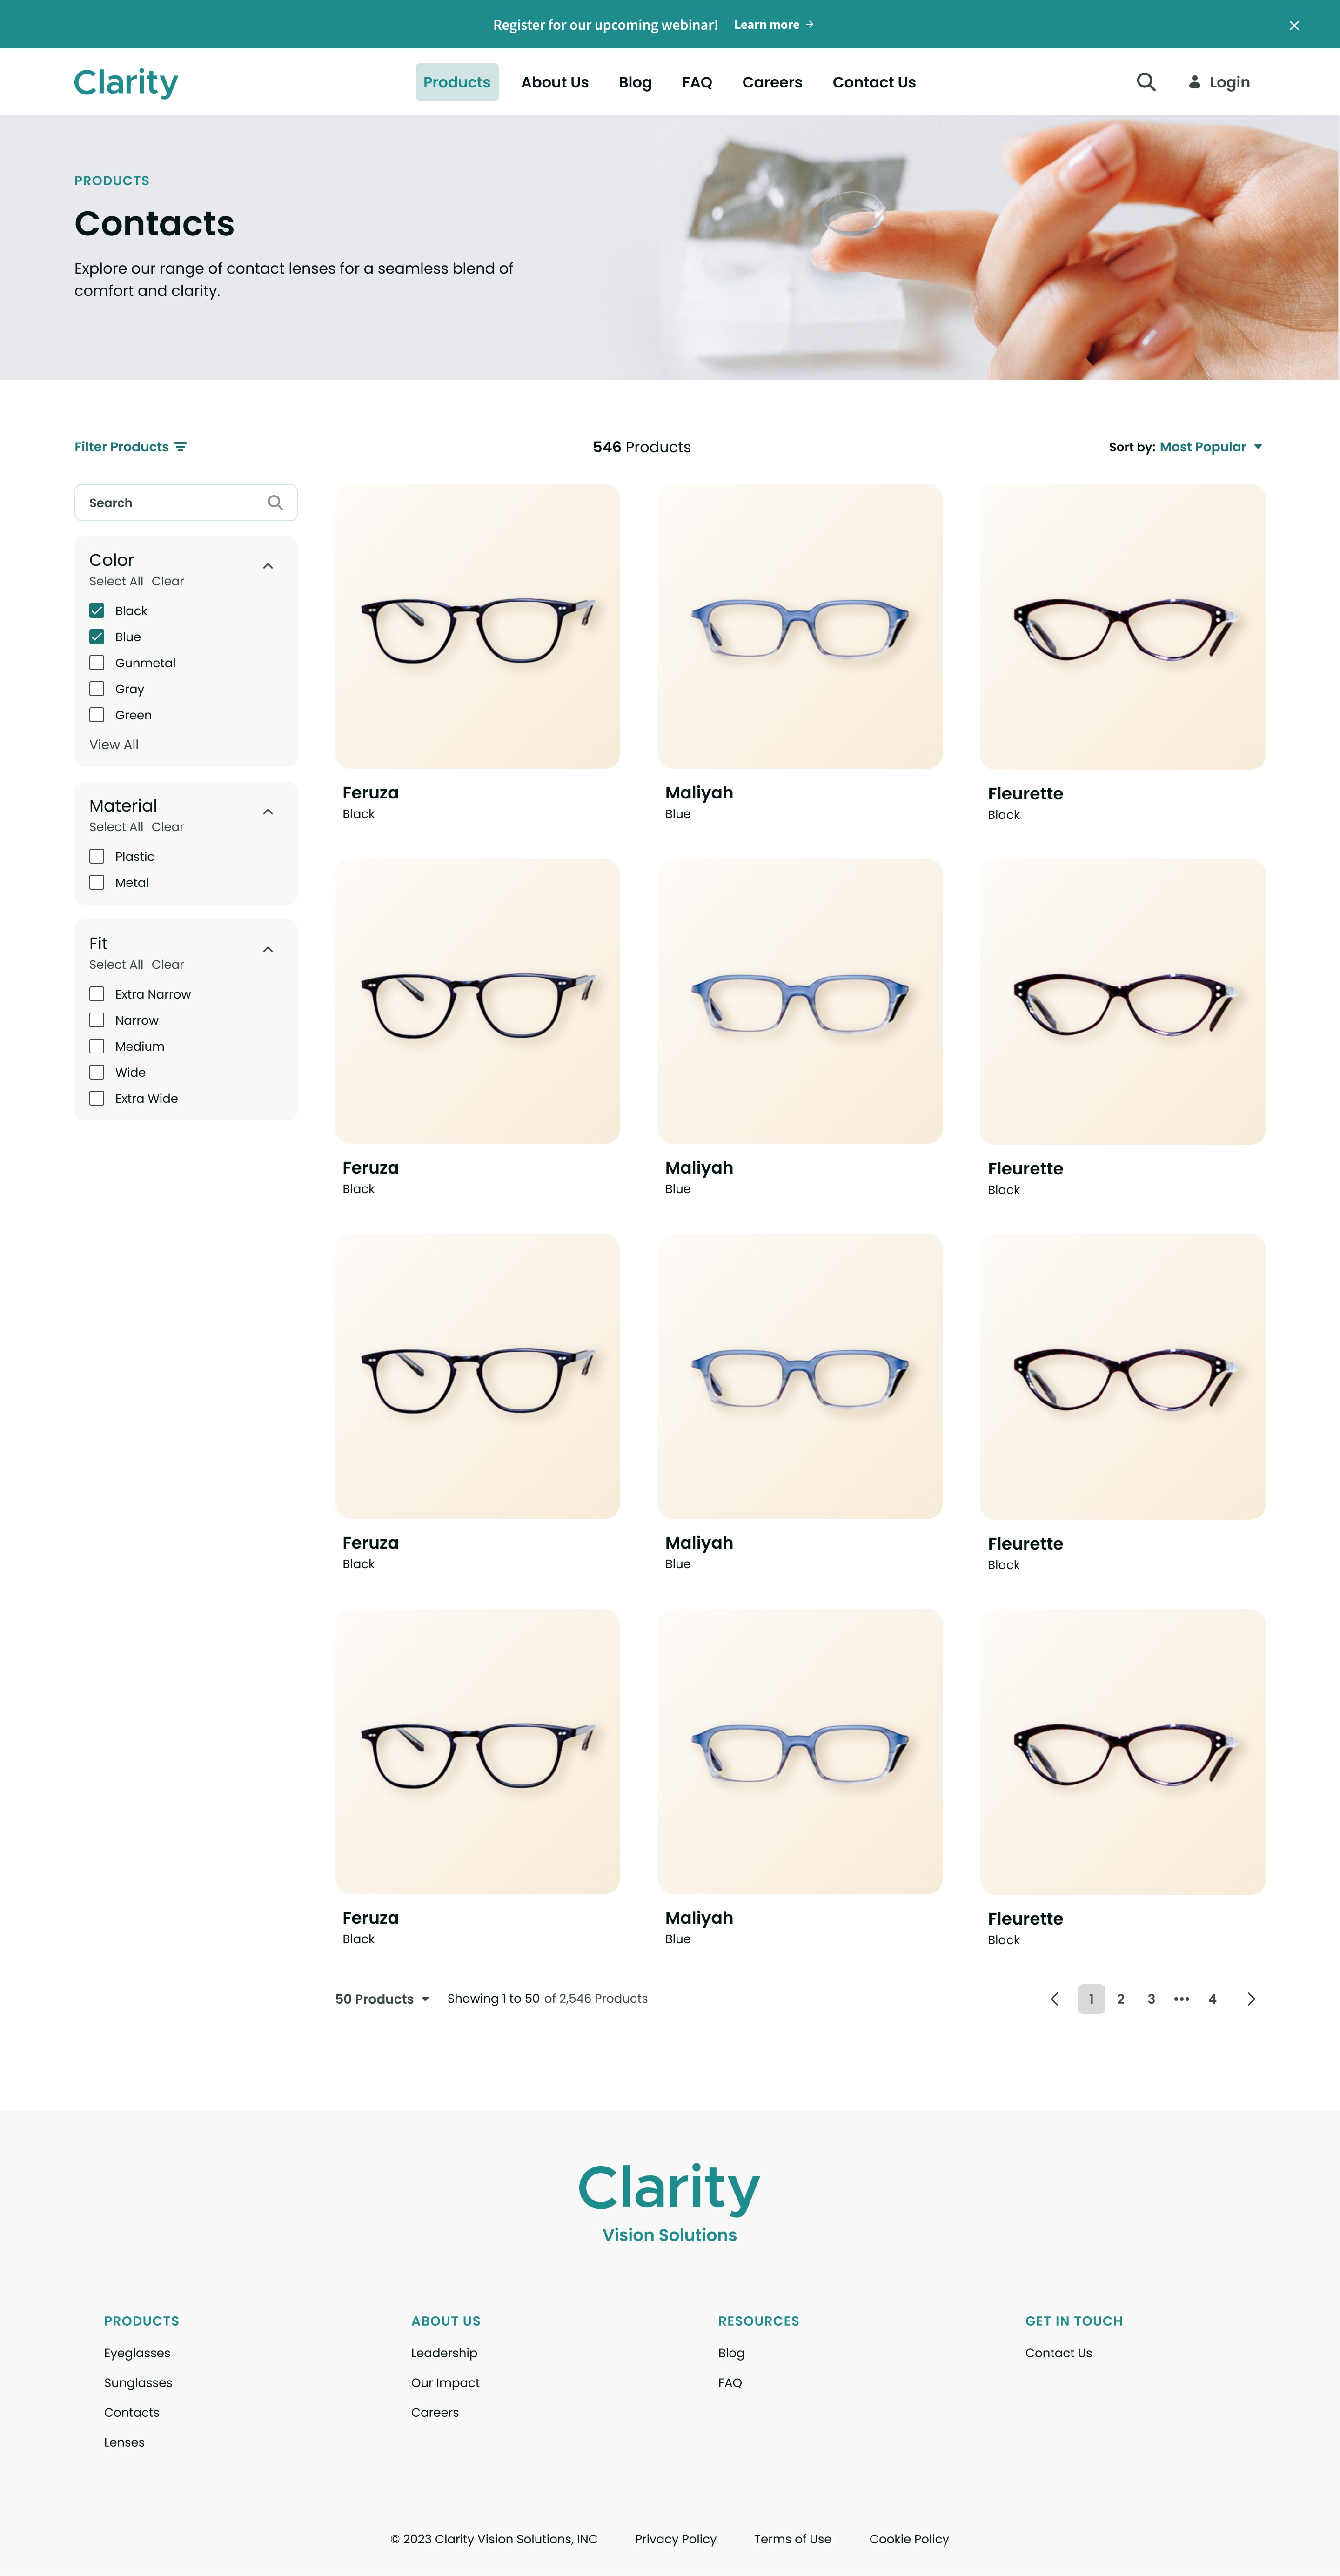 Register for our upcoming webinar! Learn more
Clarity
Products About Us Blog FAQ Careers Contact Us Login
PRODUCTS
Contacts
Explore our range of contact lenses for a seamless blend of
comfort and clarity.
Filter Products
546 Products
Sort by: Most Popular
Search
Color
Select All Clear
Black
Blue
Gunmetal
Gray
Green
View All
Material
Select All Clear
Plastic
Metal
Fit
Select All Clear
Extra Narrow
Narrow
Medium
Wide
Extra Wide
Feruza
Black
Maliyah
Blue
Fleurette
Black
Feruza
Black
Maliyah
Blue
Fleurette
Black
Feruza
Black
Maliyah
Blue
Fleurette
Black
Feruza
Black
Maliyah
Blue
Fleurette
Black
50 Products Showing 1 to 50 of 2,546 Products
1 2 3 ••• 4
Clarity
Vision Solutions
PRODUCTS
Eyeglasses
Sunglasses
Contacts
Lenses
ABOUT US
Leadership
Our Impact
Careers
RESOURCES
Blog
FAQ
GET IN TOUCH
Contact Us
© 2023 Clarity Vision Solutions, INC Privacy Policy Terms of Use Cookie Policy